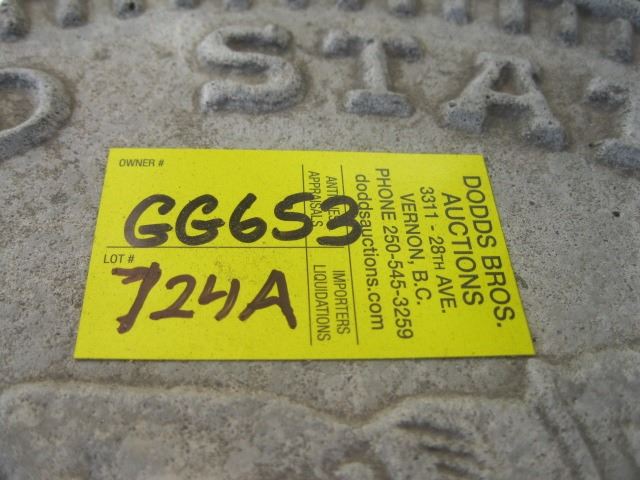 D STA
OWNER #
GG653
LOT #
724A
ANTIQUES
APPRAISALS
IMPORTERS
LIQUIDATIONS
DODDS BROS.
AUCTIONS
3311 - 28TH AVE.
VERNON, B.C.
PHONE 250-545-3259
doddsauctions.com